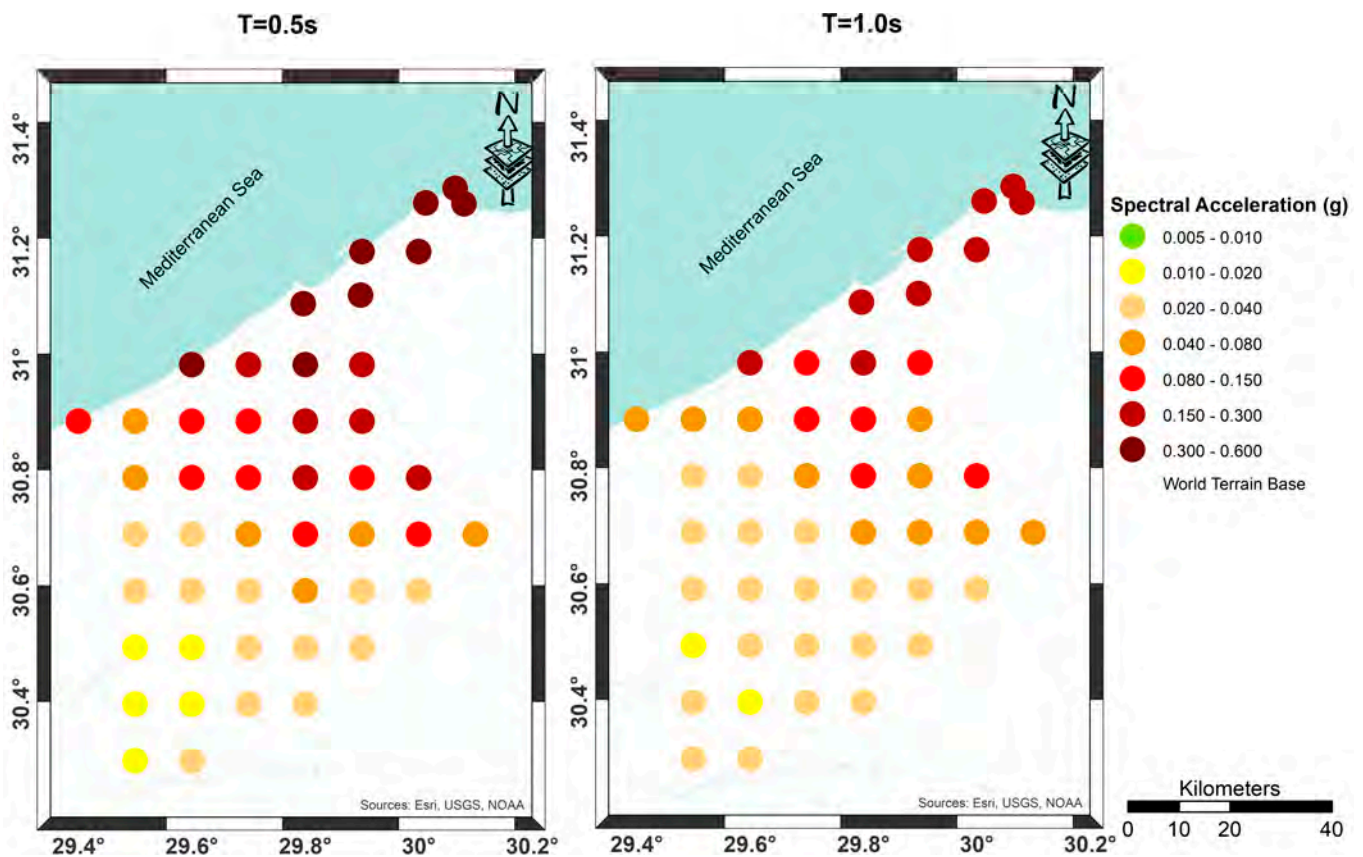 T=0.5s
T=1.0s
N
N
31.4°
31.2°
31°
30.8°
30.6°
30.4°
Mediterranean Sea
Sources: Esri, USGS, NOAA
29.4°
29.6°
29.8°
30°
30.2°
31.4°
31.2°
31°
30.8°
30.6°
30.4°
Mediterranean Sea
Sources: Esri, USGS, NOAA
29.4°
29.6°
29.8°
30°
30.2°
Spectral Acceleration (g)
0.005 - 0.010
0.010 - 0.020
0.020 - 0.040
0.040 - 0.080
0.080 - 0.150
0.150 - 0.300
0.300 - 0.600
World Terrain Base
Kilometers
0 10 20 40